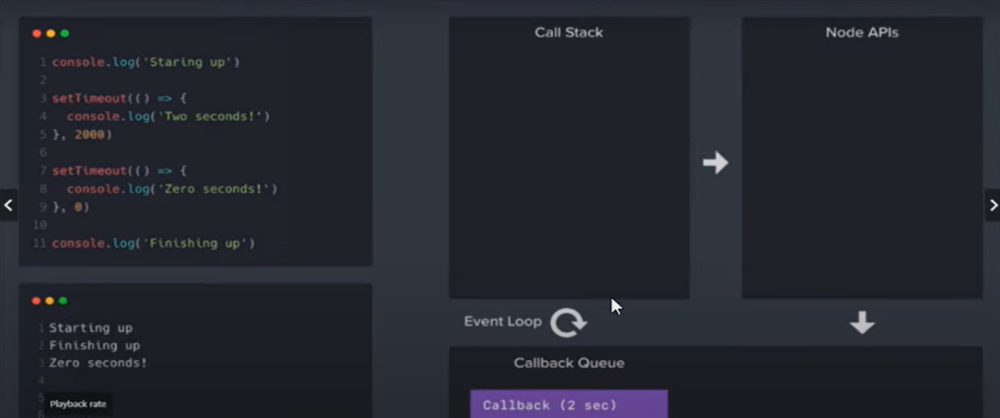 1 console.log('Staring up')
2
3 setTimeout(() => {
4 console.log('Two seconds!')
5 }, 2000)
6
7 setTimeout(() => {
8 console.log('Zero seconds!')
9 }, 0)
10
11 console.log('Finishing up')
1 Starting up
2 Finishing up
3 Zero seconds!
4
5
Playback rate
Call Stack
Node APIs
Event Loop
Callback Queue
Callback (2 sec)